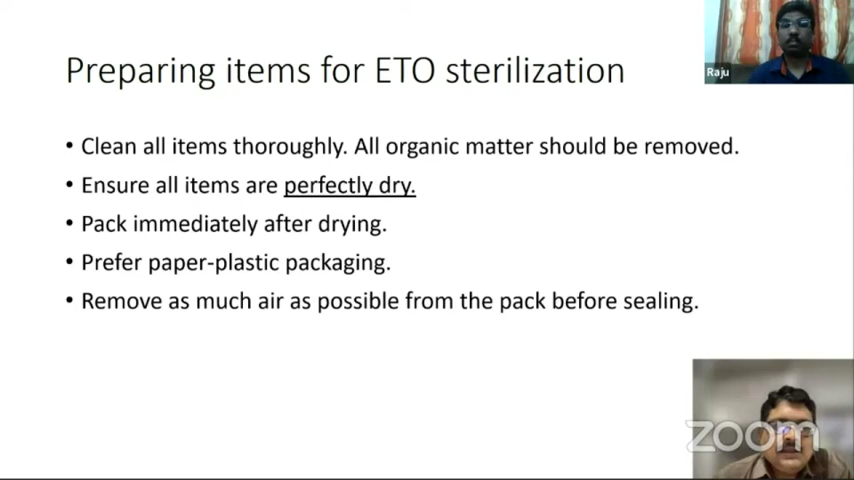 Preparing items for ETO sterilization
Raju
• Clean all items thoroughly. All organic matter should be removed.
• Ensure all items are perfectly dry.
• Pack immediately after drying.
• Prefer paper-plastic packaging.
• Remove as much air as possible from the pack before sealing.
zoom